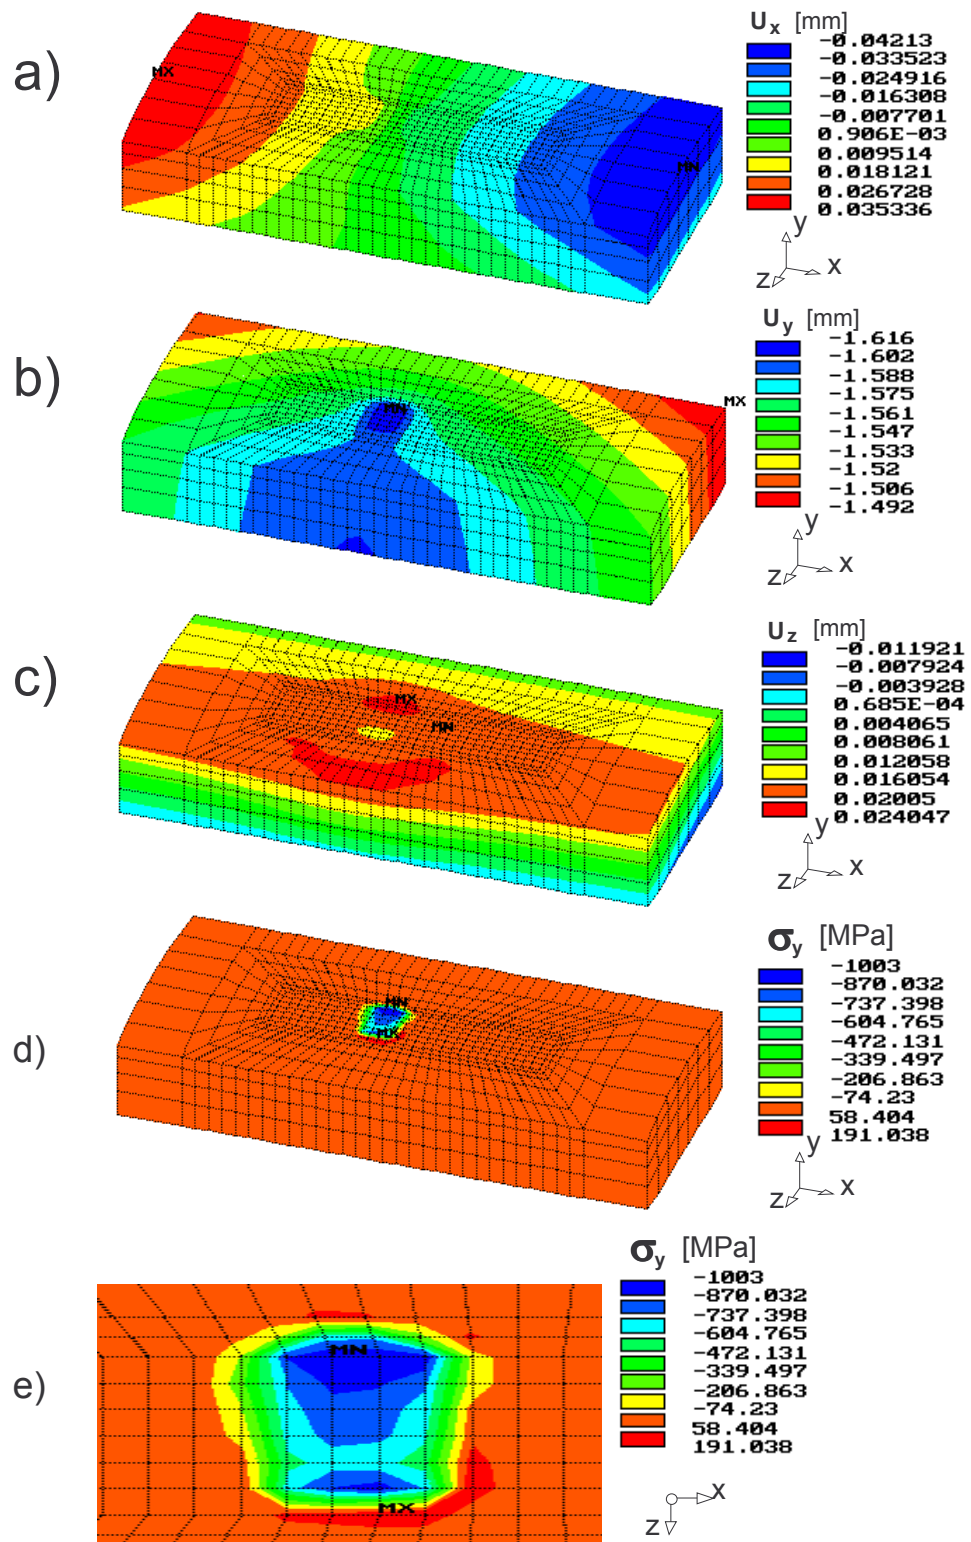 a)
MX
MN
Ux [mm]
-0.04213
-0.033523
-0.024916
-0.016308
-0.007701
0.906E-03
0.009514
0.018121
0.026728
0.035336
y
z
x
b)
MN
MX
Uy [mm]
-1.616
-1.602
-1.588
-1.575
-1.561
-1.547
-1.533
-1.52
-1.506
-1.492
y
z
x
c)
MX
MN
Uz [mm]
-0.011921
-0.007924
-0.003928
0.685E-04
0.004065
0.008061
0.012058
0.016054
0.02005
0.024047
y
z
x
d)
MN
MX
σy [MPa]
-1003
-870.032
-737.398
-604.765
-472.131
-339.497
-206.863
-74.23
58.404
191.038
y
z
x
e)
MN
MX
σy [MPa]
-1003
-870.032
-737.398
-604.765
-472.131
-339.497
-206.863
-74.23
58.404
191.038
x
z